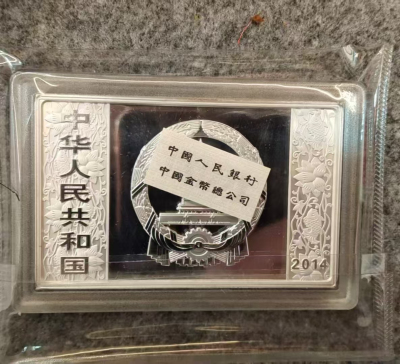 中华人民共和国
中國人民銀行
中國金幣總公司
2014